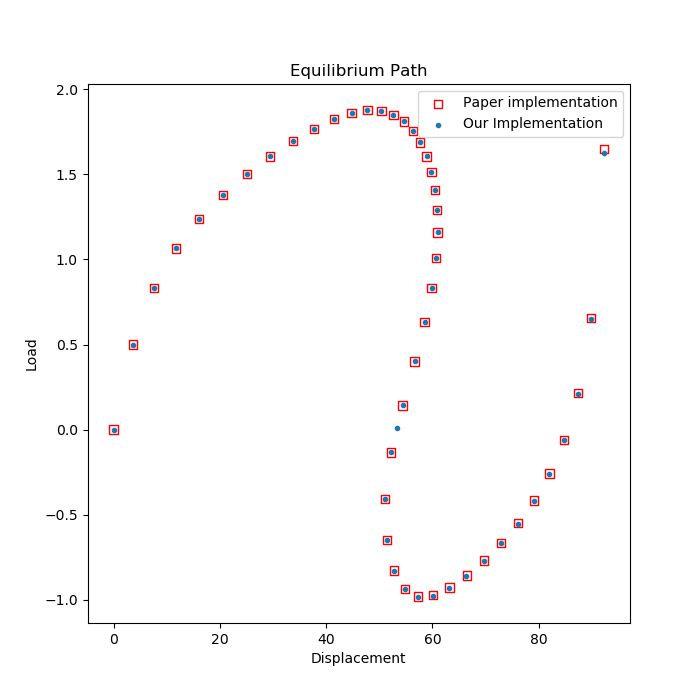 Equilibrium Path
2.0
1.5
1.0
0.5
0.0
−0.5
−1.0
Load
Paper implementation
Our Implementation
0 20 40 60 80
Displacement